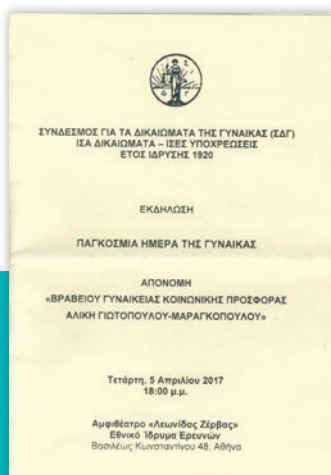 Σ
Δ Γ
ΣΥΝΔΕΣΜΟΣ ΓΙΑ ΤΑ ΔΙΚΑΙΩΜΑΤΑ ΤΗΣ ΓΥΝΑΙΚΑΣ (ΣΔΓ)
ΙΣΑ ΔΙΚΑΙΩΜΑΤΑ – ΙΣΕΣ ΥΠΟΧΡΕΩΣΕΙΣ
ΕΤΟΣ ΙΔΡΥΣΗΣ 1920
ΕΚΔΗΛΩΣΗ
ΠΑΓΚΟΣΜΙΑ ΗΜΕΡΑ ΤΗΣ ΓΥΝΑΙΚΑΣ
ΑΠΟΝΟΜΗ
«ΒΡΑΒΕΙΟΥ ΓΥΝΑΙΚΕΙΑΣ ΚΟΙΝΩΝΙΚΗΣ ΠΡΟΣΦΟΡΑΣ
ΑΛΙΚΗ ΓΙΩΤΟΠΟΥΛΟΥ-ΜΑΡΑΓΚΟΠΟΥΛΟΥ»
Τετάρτη, 5 Απριλίου 2017
18:00 μ.μ.
Αμφιθέατρο «Λεωνίδας Ζέρβας»
Εθνικό Ίδρυμα Ερευνών
Βασιλέως Κωνσταντίνου 48, Αθήνα